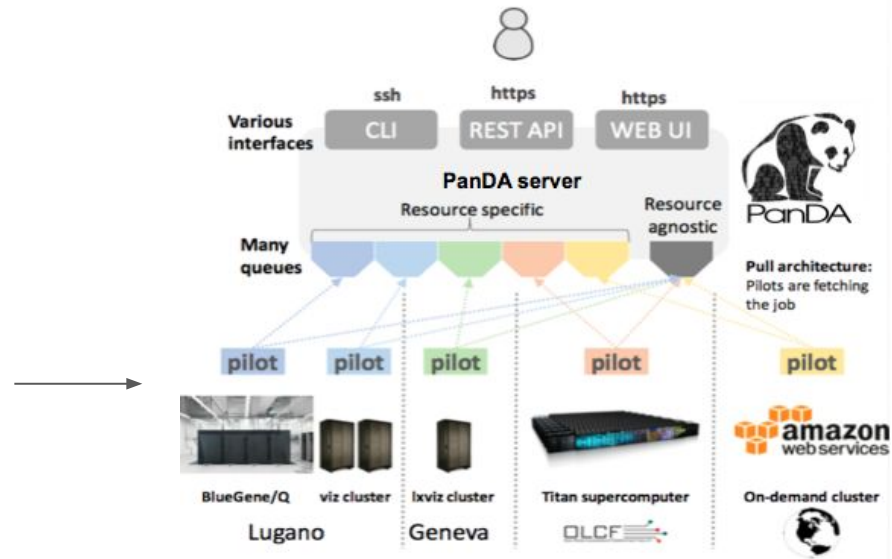 ssh
https
https
Various
interfaces
CLI
REST API
WEB UI
PanDA server
Resource specific
Resource
agnostic
PanDA
Many
queues
Pull architecture:
Pilots are fetching
the job
pilot
pilot
pilot
pilot
pilot
amazon
web services
BlueGene/Q
viz cluster
lxviz cluster
Titan supercomputer
On-demand cluster
Lugano
Geneva
OLCF